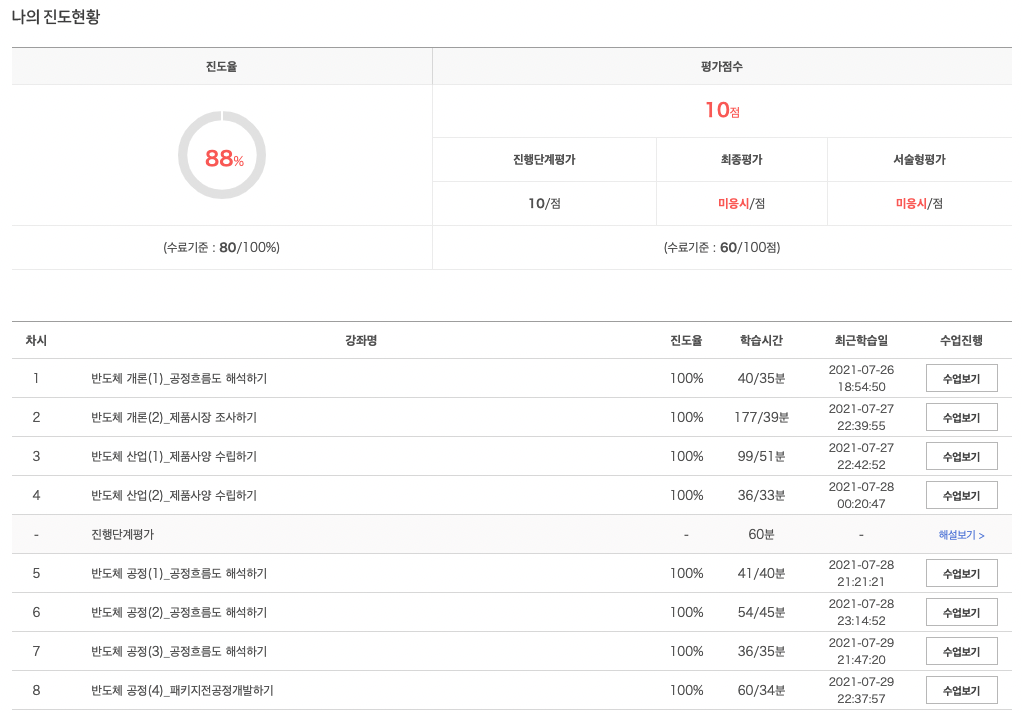 나의 진도현황
진도율 평가점수
88%
10점
진행단계평가 최종평가 서술형평가
10/점 미응시/점 미응시/점
(수료기준 : 80/100%) (수료기준 : 60/100점)
차시 강좌명 진도율 학습시간 최근학습일 수업진행
1 반도체 개론(1)_공정흐름도 해석하기 100% 40/35분 2021-07-26 18:54:50 수업보기
2 반도체 개론(2)_제품시장 조사하기 100% 177/39분 2021-07-27 22:39:55 수업보기
3 반도체 산업(1)_제품사양 수립하기 100% 99/51분 2021-07-27 22:42:52 수업보기
4 반도체 산업(2)_제품사양 수립하기 100% 36/33분 2021-07-28 00:20:47 수업보기
- 진행단계평가 - 60분 - 해설보기 >
5 반도체 공정(1)_공정흐름도 해석하기 100% 41/40분 2021-07-28 21:21:21 수업보기
6 반도체 공정(2)_공정흐름도 해석하기 100% 54/45분 2021-07-28 23:14:52 수업보기
7 반도체 공정(3)_공정흐름도 해석하기 100% 36/35분 2021-07-29 21:47:20 수업보기
8 반도체 공정(4)_패키지전공정개발하기 100% 60/34분 2021-07-29 22:37:57 수업보기